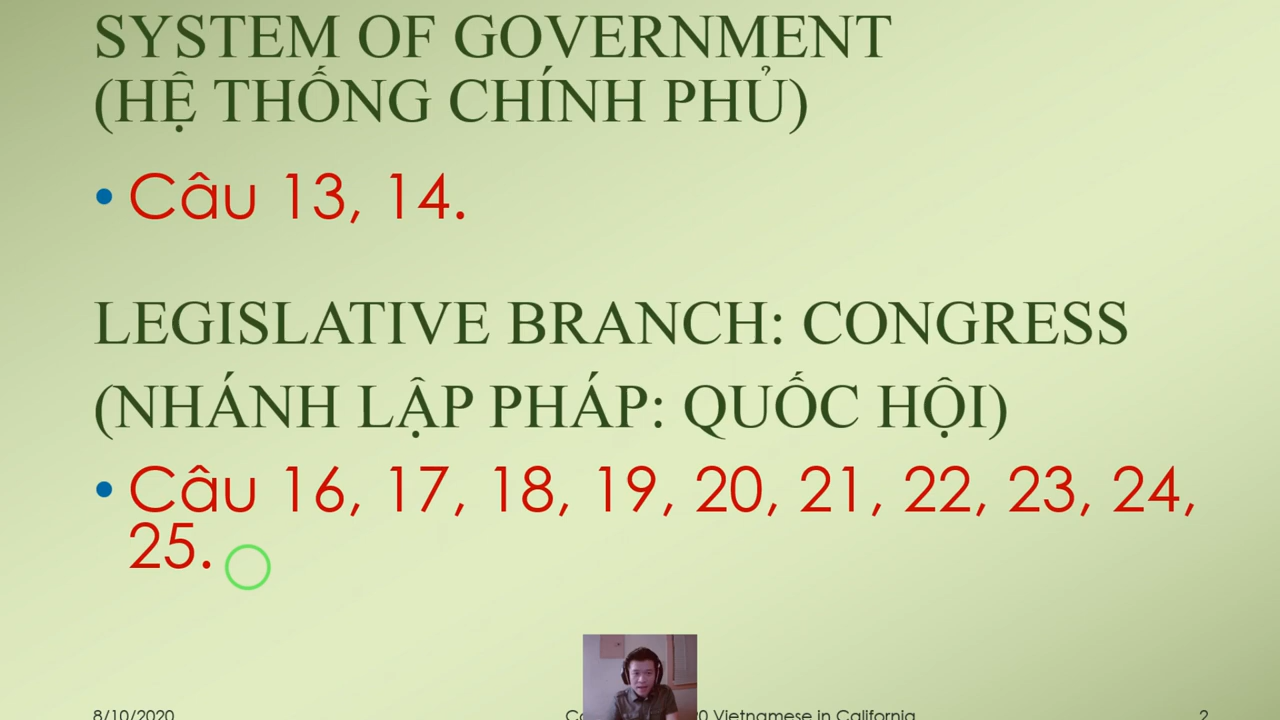 SYSTEM OF GOVERNMENT
(HỆ THỐNG CHÍNH PHỦ)
• Câu 13, 14.
LEGISLATIVE BRANCH: CONGRESS
(NHÁNH LẬP PHÁP: QUỐC HỘI)
• Câu 16, 17, 18, 19, 20, 21, 22, 23, 24,
25.
8/10/2020 Vietnamese in California 2